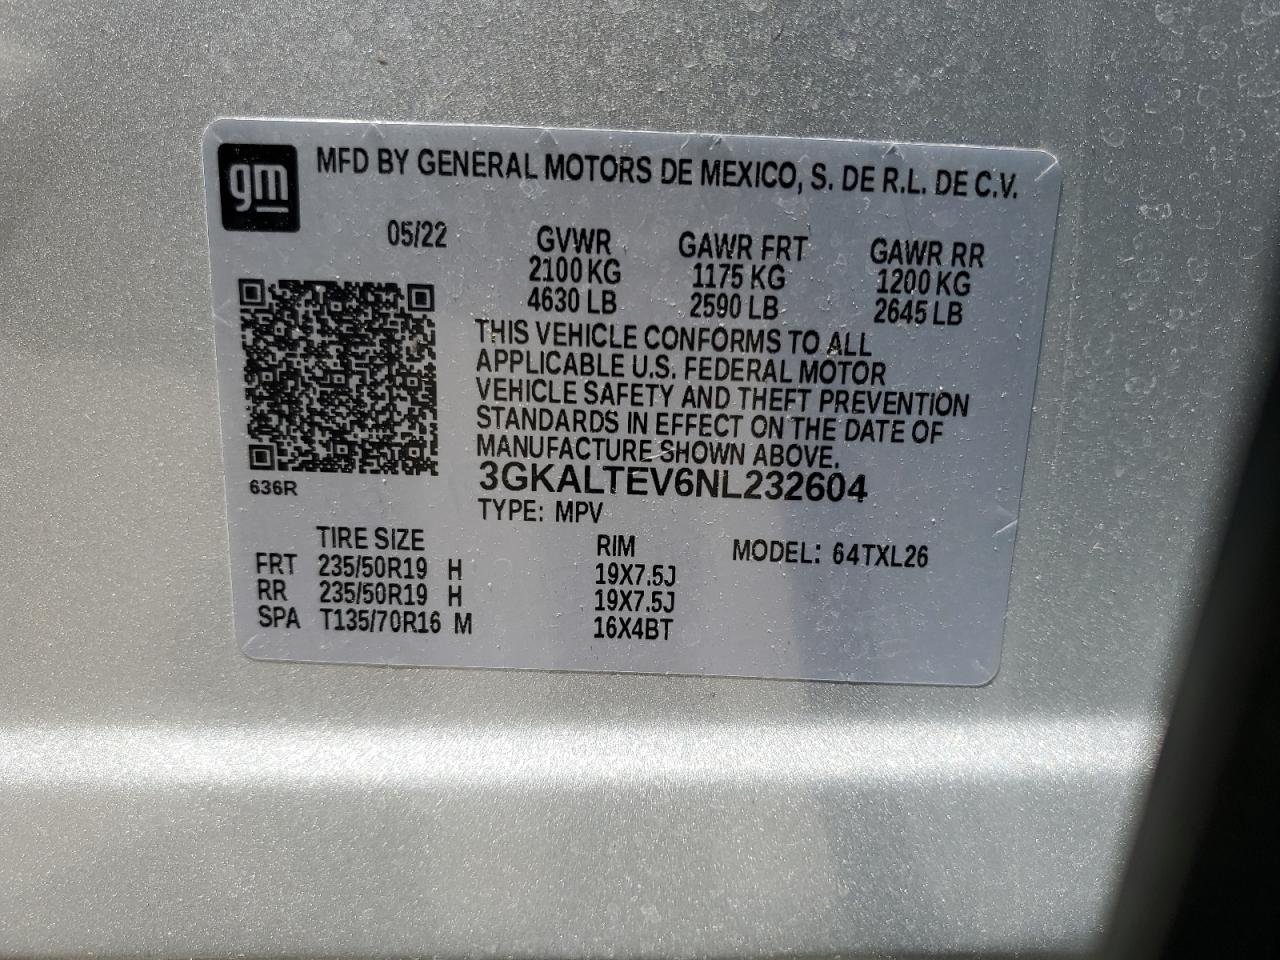 gm
MFD BY GENERAL MOTORS DE MEXICO, S. DE R.L. DE C.V.
05/22 GVWR GAWR FRT GAWR RR
2100 KG 1175 KG 1200 KG
4630 LB 2590 LB 2645 LB
THIS VEHICLE CONFORMS TO ALL
APPLICABLE U.S. FEDERAL MOTOR
VEHICLE SAFETY AND THEFT PREVENTION
STANDARDS IN EFFECT ON THE DATE OF
MANUFACTURE SHOWN ABOVE.
636R
3GKALTEV6NL232604
TYPE: MPV
TIRE SIZE RIM MODEL: 64TXL26
FRT 235/50R19 H 19X7.5J
RR 235/50R19 H 19X7.5J
SPA T135/70R16 M 16X4BT